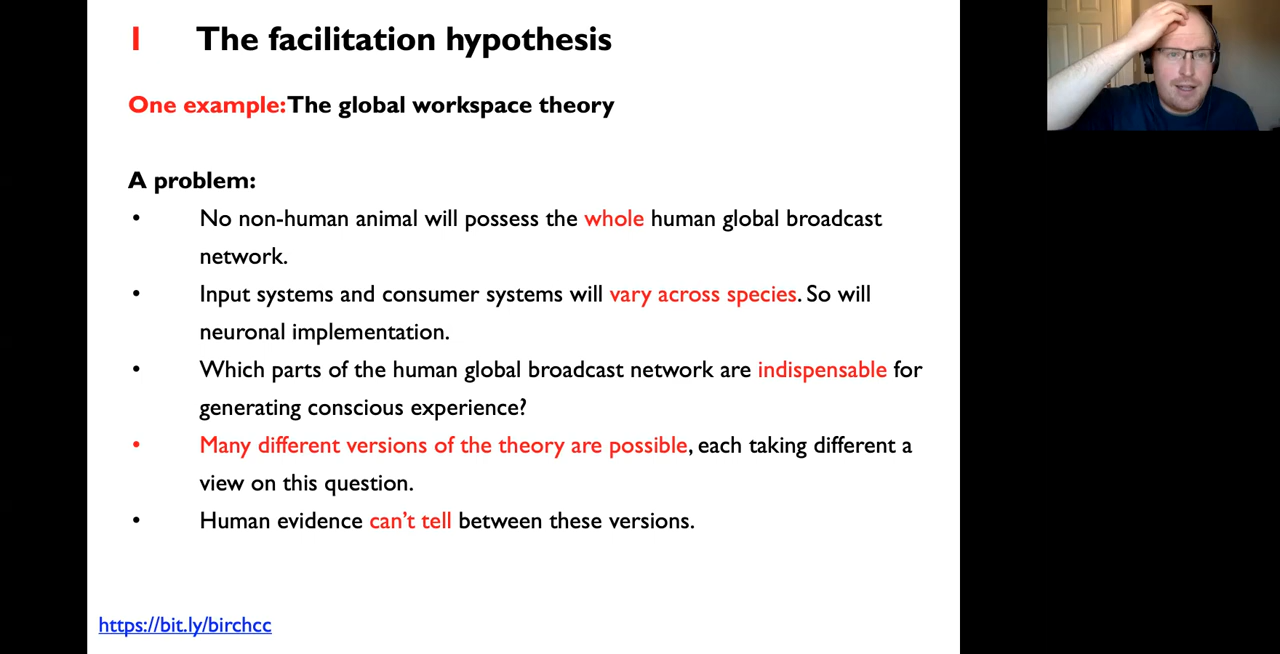 1 The facilitation hypothesis
One example: The global workspace theory
A problem:
• No non-human animal will possess the whole human global broadcast
network.
• Input systems and consumer systems will vary across species. So will
neuronal implementation.
• Which parts of the human global broadcast network are indispensable for
generating conscious experience?
• Many different versions of the theory are possible, each taking different a
view on this question.
• Human evidence can't tell between these versions.
https://bit.ly/birchcc